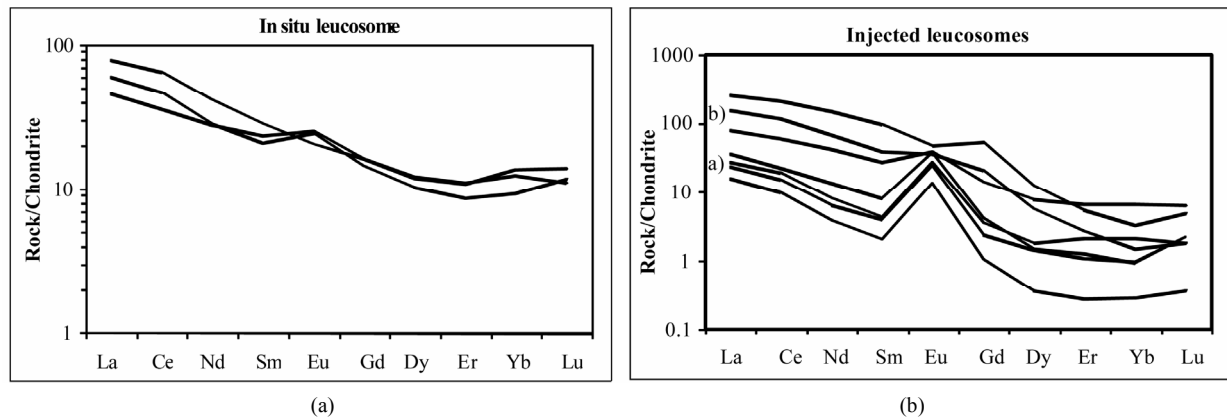 In situ leucosome
100
10
1
Rock/Chondrite
La Ce Nd Sm Eu Gd Dy Er Yb Lu
(a)
Injected leucosomes
1000
100
10
1
0.1
Rock/Chondrite
b)
a)
La Ce Nd Sm Eu Gd Dy Er Yb Lu
(b)